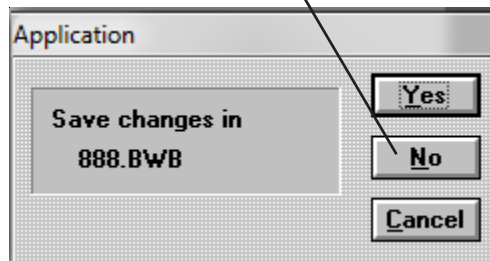 Application
Save changes in
888.BWB
Yes
No
Cancel